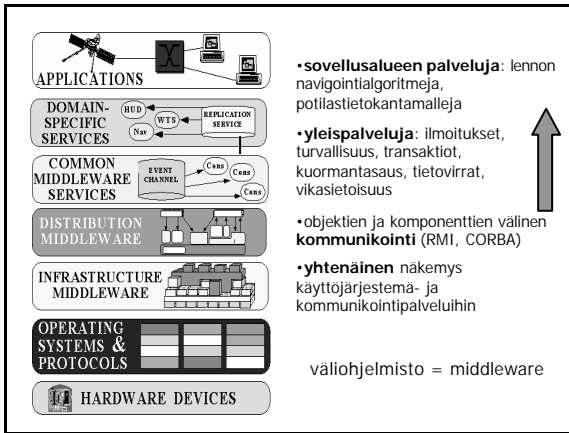 APPLICATIONS
DOMAIN-
SPECIFIC
SERVICES
HUD
WTS
Nav
REPLICATION
SERVICE
COMMON
MIDDLEWARE
SERVICES
EVENT
CHANNEL
Cons
Cons
Cons
DISTRIBUTION
MIDDLEWARE
INFRASTRUCTURE
MIDDLEWARE
OPERATING
SYSTEMS &
PROTOCOLS
HARDWARE DEVICES
•sovellusalueen palveluja: lennon
navigointialgoritmeja,
potilastietokantamalleja
•yleispalveluja: ilmoitukset,
turvallisuus, transaktiot,
kuormantasaus, tietovirrat,
vikasietoisuus
•objektien ja komponenttien välinen
kommunikointi (RMI, CORBA)
•yhtenäinen näkemys
käyttöjärjestemä- ja
kommunikointipalveluihin
väliohjelmisto = middleware